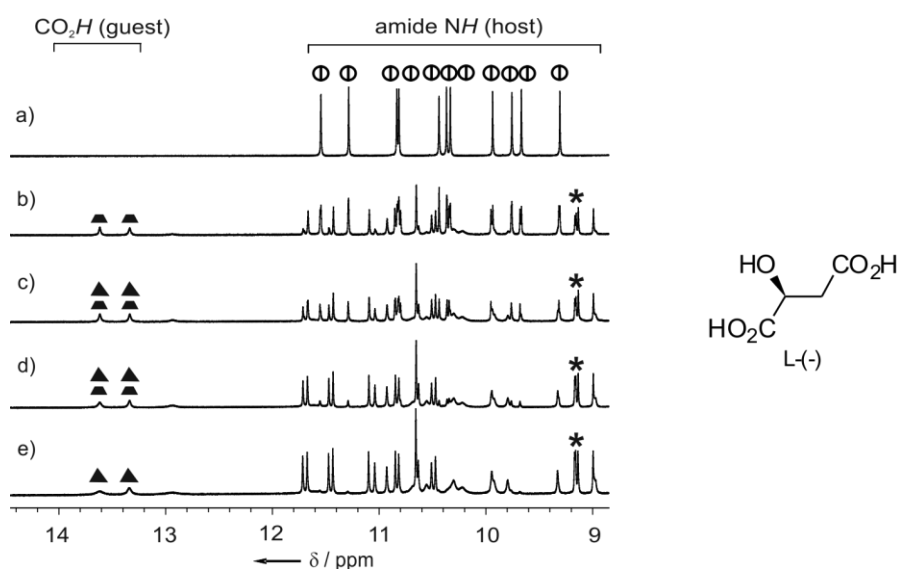 CO₂H (guest)
amide NH (host)
a)
b)
*
c)
*
d)
*
e)
*
14 13 12 11 10 9
δ / ppm
HO
CO₂H
HO₂C
L-(-)